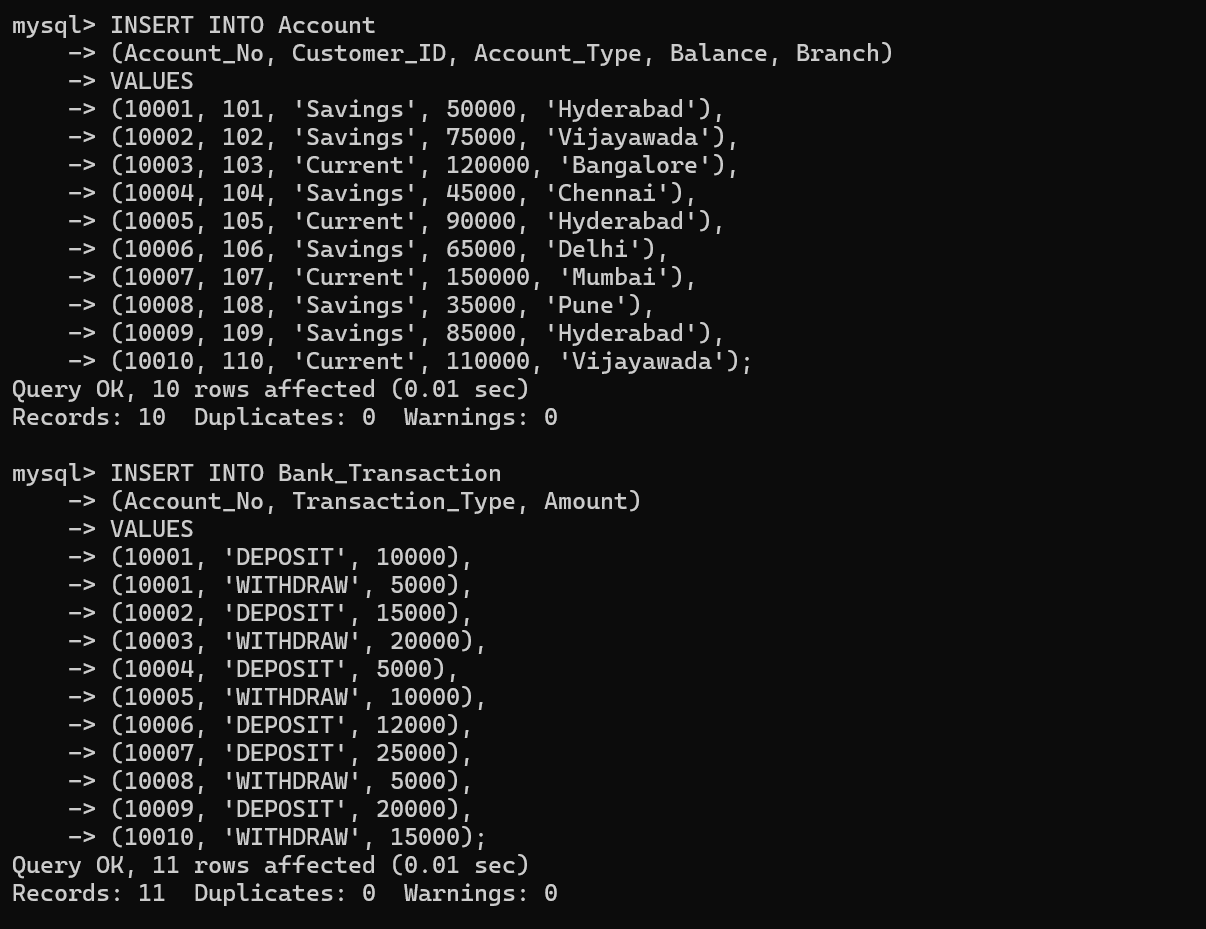 mysql> INSERT INTO Account
    -> (Account_No, Customer_ID, Account_Type, Balance, Branch)
    -> VALUES
    -> (10001, 101, 'Savings', 50000, 'Hyderabad'),
    -> (10002, 102, 'Savings', 75000, 'Vijayawada'),
    -> (10003, 103, 'Current', 120000, 'Bangalore'),
    -> (10004, 104, 'Savings', 45000, 'Chennai'),
    -> (10005, 105, 'Current', 90000, 'Hyderabad'),
    -> (10006, 106, 'Savings', 65000, 'Delhi'),
    -> (10007, 107, 'Current', 150000, 'Mumbai'),
    -> (10008, 108, 'Savings', 35000, 'Pune'),
    -> (10009, 109, 'Savings', 85000, 'Hyderabad'),
    -> (10010, 110, 'Current', 110000, 'Vijayawada');
Query OK, 10 rows affected (0.01 sec)
Records: 10  Duplicates: 0  Warnings: 0

mysql> INSERT INTO Bank_Transaction
    -> (Account_No, Transaction_Type, Amount)
    -> VALUES
    -> (10001, 'DEPOSIT', 10000),
    -> (10001, 'WITHDRAW', 5000),
    -> (10002, 'DEPOSIT', 15000),
    -> (10003, 'WITHDRAW', 20000),
    -> (10004, 'DEPOSIT', 5000),
    -> (10005, 'WITHDRAW', 10000),
    -> (10006, 'DEPOSIT', 12000),
    -> (10007, 'DEPOSIT', 25000),
    -> (10008, 'WITHDRAW', 5000),
    -> (10009, 'DEPOSIT', 20000),
    -> (10010, 'WITHDRAW', 15000);
Query OK, 11 rows affected (0.01 sec)
Records: 11  Duplicates: 0  Warnings: 0